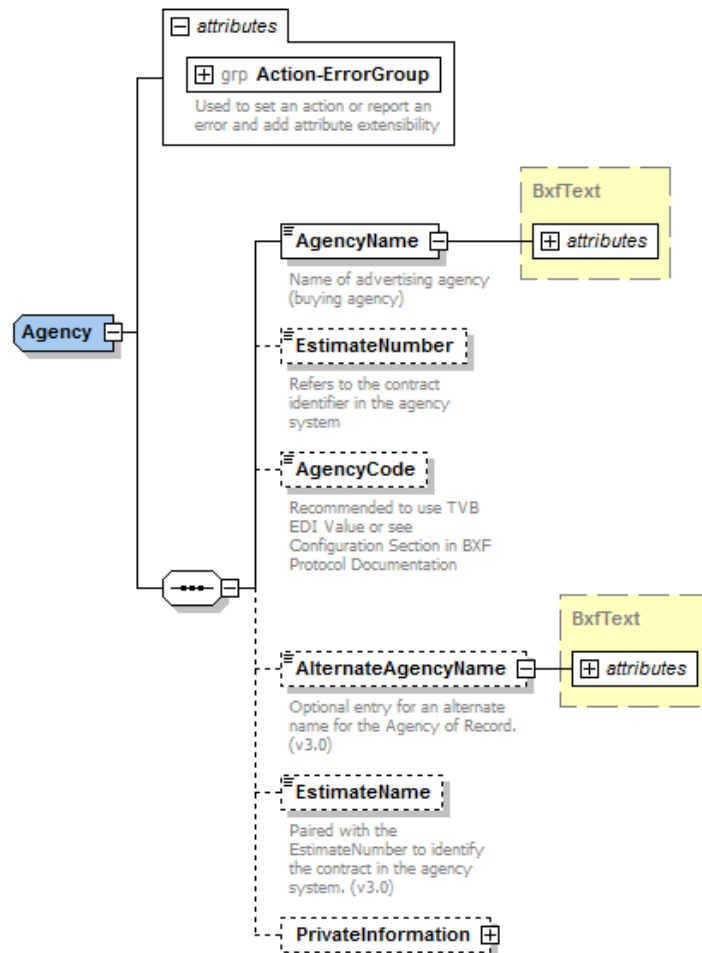 attributes
grp Action-ErrorGroup
Used to set an action or report an
error and add attribute extensibility
BxfText
AgencyName
attributes
Name of advertising agency
(buying agency)
Agency
EstimateNumber
Refers to the contract
identifier in the agency
system
AgencyCode
Recommended to use TVB
EDI Value or see
Configuration Section in BXF
Protocol Documentation
BxfText
AlternateAgencyName
attributes
Optional entry for an alternate
name for the Agency of Record.
(v3.0)
EstimateName
Paired with the
EstimateNumber to identify
the contract in the agency
system. (v3.0)
PrivateInformation